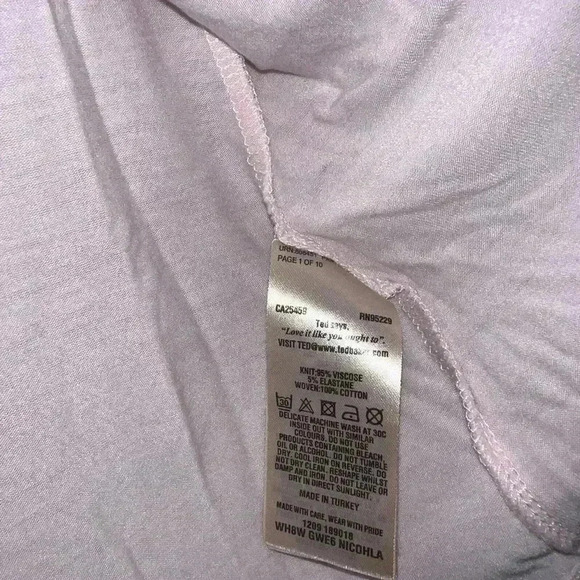 PAGE 1 OF 10
CA25459 RN95229
Ted says,
"Love it like you ought to".
VISIT TED@www.tedbaker.com
KNIT:95% VISCOSE
5% ELASTANE
WOVEN:100% COTTON
30
DELICATE MACHINE WASH AT 30C
INSIDE OUT WITH SIMILAR
COLOURS. DO NOT USE
PRODUCTS CONTAINING BLEACH,
OIL OR ALCOHOL. DO NOT TUMBLE
DRY. COOL IRON ON REVERSE. DO
NOT DRY CLEAN. RESHAPE WHILST
DAMP AND IRON. DO NOT LEAVE OR
DRY IN DIRECT SUNLIGHT.
MADE IN TURKEY
MADE WITH CARE, WEAR WITH PRIDE
1209 189018
WH8W GWE6 NICOHLA